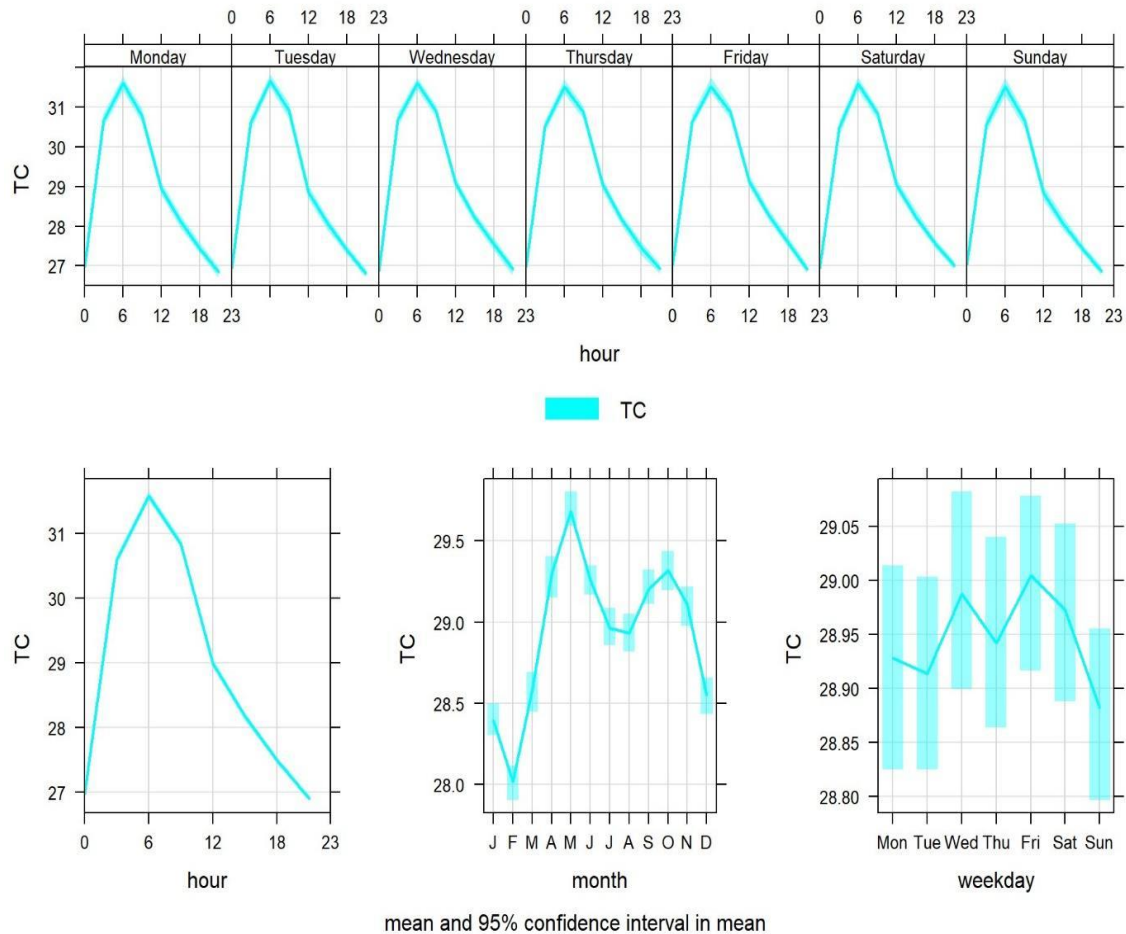 0 6 12 18 23 0 6 12 18 23 0 6 12 18 23
Monday Tuesday Wednesday Thursday Friday Saturday Sunday
31
30
TC
29
28
27
0 6 12 18 23 0 6 12 18 23 0 6 12 18 23 0 6 12 18 23
hour
TC
31
30
TC
29
28
27
0 6 12 18 23
hour
29.5
29.0
TC
28.5
28.0
J F M A M J J A S O N D
month
29.05
29.00
28.95
TC
28.90
28.85
28.80
Mon Tue Wed Thu Fri Sat Sun
weekday
mean and 95% confidence interval in mean